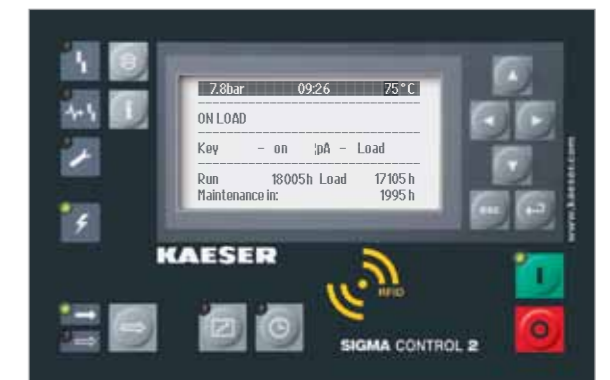 7.8bar 09:26 75°C
ON LOAD
Key - on ¦pA - Load
Run 18005h Load 17105h
Maintenance in: 1995h
esc
www.kaeser.com
KAESER
RFID
I
O
SIGMA CONTROL 2